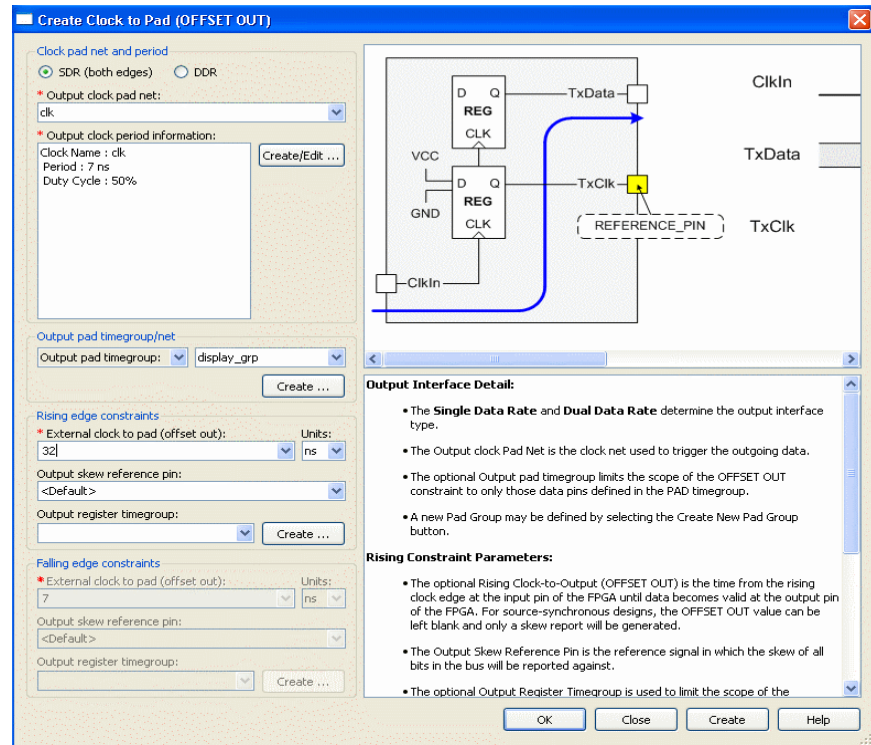 Create Clock to Pad (OFFSET OUT)
Clock pad net and period
SDR (both edges) DDR
* Output clock pad net:
clk
* Output clock period information:
Clock Name : clk
Period : 7 ns
Duty Cycle : 50%
Create/Edit ...
Output pad timegroup/net
Output pad timegroup: display_grp
Create ...
Rising edge constraints
* External clock to pad (offset out): Units:
32 ns
Output skew reference pin:
<Default>
Output register timegroup:
Create ...
Falling edge constraints
* External clock to pad (offset out): Units:
7 ns
Output skew reference pin:
<Default>
Output register timegroup:
Create ...
D Q
REG
CLK
TxData
VCC
GND
D Q
REG
CLK
TxClk
REFERENCE_PIN
ClkIn
ClkIn
TxData
TxClk
Output Interface Detail:
• The Single Data Rate and Dual Data Rate determine the output interface
type.
• The Output clock Pad Net is the clock net used to trigger the outgoing data.
• The optional Output pad timegroup limits the scope of the OFFSET OUT
constraint to only those data pins defined in the PAD timegroup.
• A new Pad Group may be defined by selecting the Create New Pad Group
button.
Rising Constraint Parameters:
• The optional Rising Clock-to-Output (OFFSET OUT) is the time from the rising
clock edge at the input pin of the FPGA until data becomes valid at the output pin
of the FPGA. For source-synchronous designs, the OFFSET OUT value can be
left blank and only a skew report will be generated.
• The Output Skew Reference Pin is the reference signal in which the skew of all
bits in the bus will be reported against.
• The optional Output Register Timegroup is used to limit the scope of the
OK Close Create Help